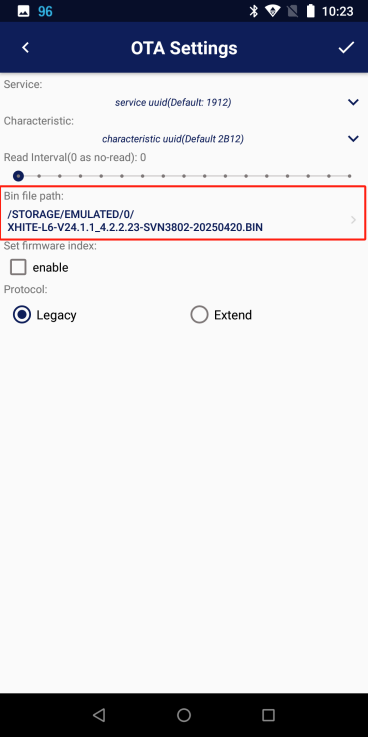 96 10:23
OTA Settings
Service:
service uuid(Default: 1912)
Characteristic:
characteristic uuid(Default 2B12)
Read Interval(0 as no-read): 0
Bin file path:
/STORAGE/EMULATED/0/
XHITE-L6-V24.1.1_4.2.2.23-SVN3802-20250420.BIN
Set firmware index:
enable
Protocol:
Legacy Extend